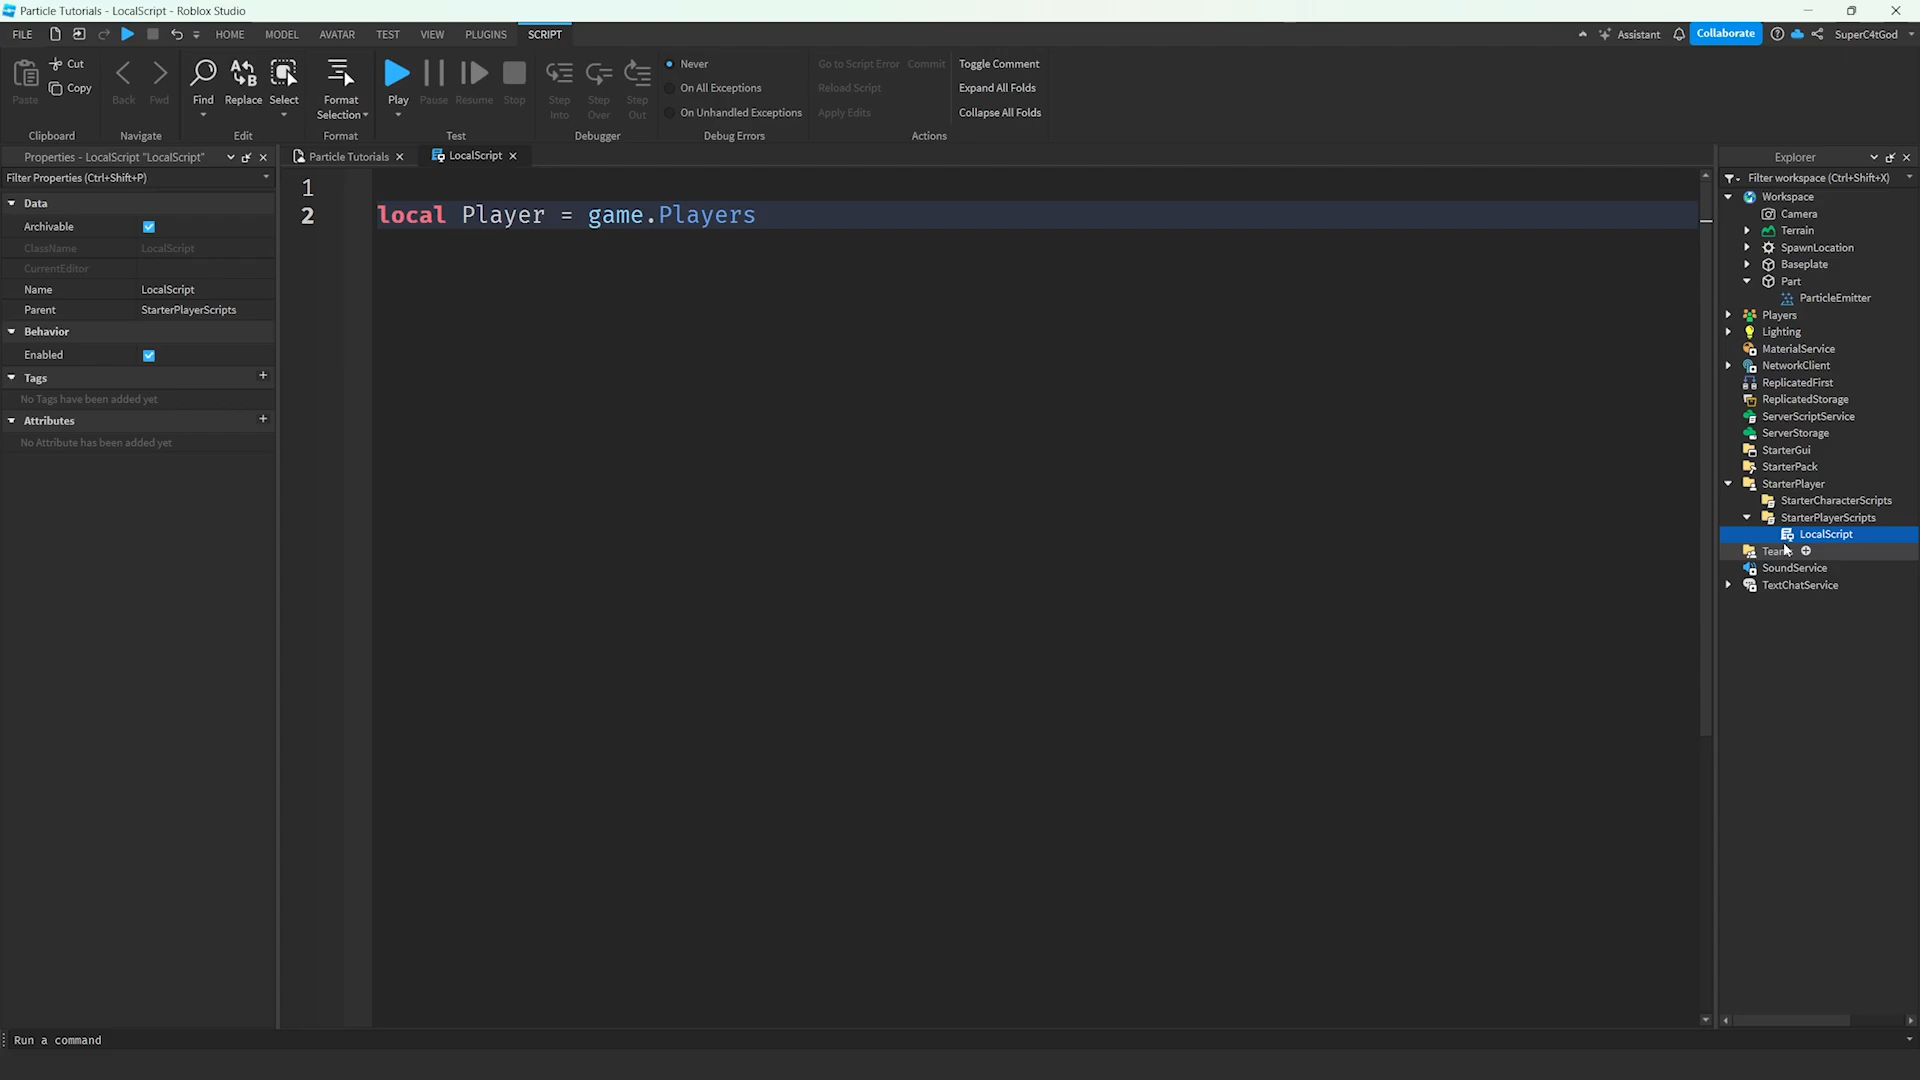 Particle Tutorials - LocalScript - Roblox Studio
FILE HOME MODEL AVATAR TEST VIEW PLUGINS SCRIPT Assistant Collaborate SuperC4tGod
Paste Cut Copy
Clipboard
Back Fwd
Navigate
Find Replace Select
Edit
Format Selection
Format
Play Pause Resume Stop
Test
Step Into Step Over Step Out
Debugger
Never
On All Exceptions
On Unhandled Exceptions
Debug Errors
Go to Script Error Commit
Reload Script
Apply Edits
Toggle Comment
Expand All Folds
Collapse All Folds
Actions
Properties - LocalScript "LocalScript"
Filter Properties (Ctrl+Shift+P)
Data
Archivable
ClassName LocalScript
CurrentEditor
Name LocalScript
Parent StarterPlayerScripts
Behavior
Enabled
Tags +
No Tags have been added yet
Attributes +
No Attribute has been added yet
Particle Tutorials LocalScript
1
2 local Player = game.Players
Explorer
Filter workspace (Ctrl+Shift+X)
Workspace
Camera
Terrain
SpawnLocation
Baseplate
Part
ParticleEmitter
Players
Lighting
MaterialService
NetworkClient
ReplicatedFirst
ReplicatedStorage
ServerScriptService
ServerStorage
StarterGui
StarterPack
StarterPlayer
StarterCharacterScripts
StarterPlayerScripts
LocalScript
SoundService
TextChatService
Run a command